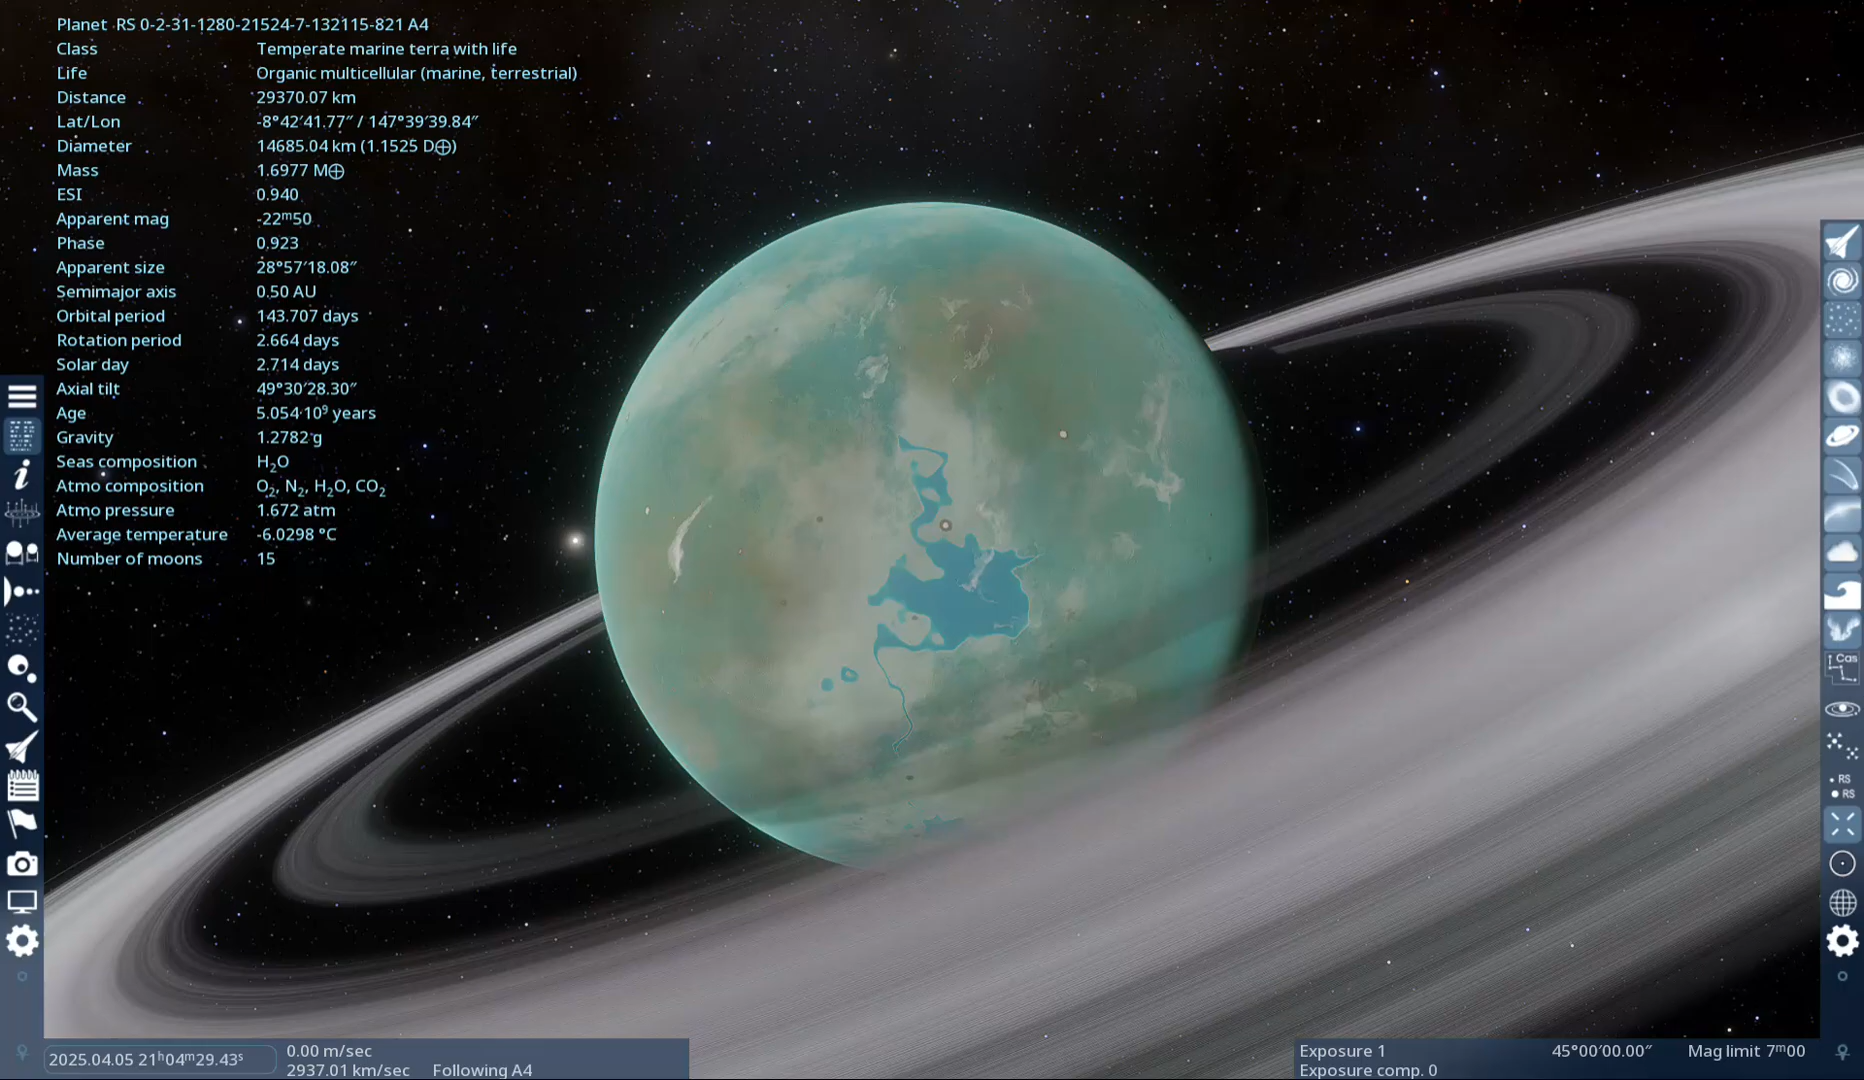 Planet RS 0-2-31-1280-21524-7-132115-821 A4
Class Temperate marine terra with life
Life Organic multicellular (marine, terrestrial)
Distance 29370.07 km
Lat/Lon -8°42′41.77″ / 147°39′39.84″
Diameter 14685.04 km (1.1525 D⊕)
Mass 1.6977 M⊕
ESI 0.940
Apparent mag -22ᵐ50
Phase 0.923
Apparent size 28°57′18.08″
Semimajor axis 0.50 AU
Orbital period 143.707 days
Rotation period 2.664 days
Solar day 2.714 days
Axial tilt 49°30′28.30″
Age 5.054·10⁹ years
Gravity 1.2782 g
Seas composition H₂O
Atmo composition O₂, N₂, H₂O, CO₂
Atmo pressure 1.672 atm
Average temperature -6.0298 °C
Number of moons 15
Cas
RS
RS
2025.04.05 21ʰ04ᵐ29.43ˢ
0.00 m/sec
2937.01 km/sec Following A4
Exposure 1 45°00′00.00″ Mag limit 7ᵐ00
Exposure comp. 0